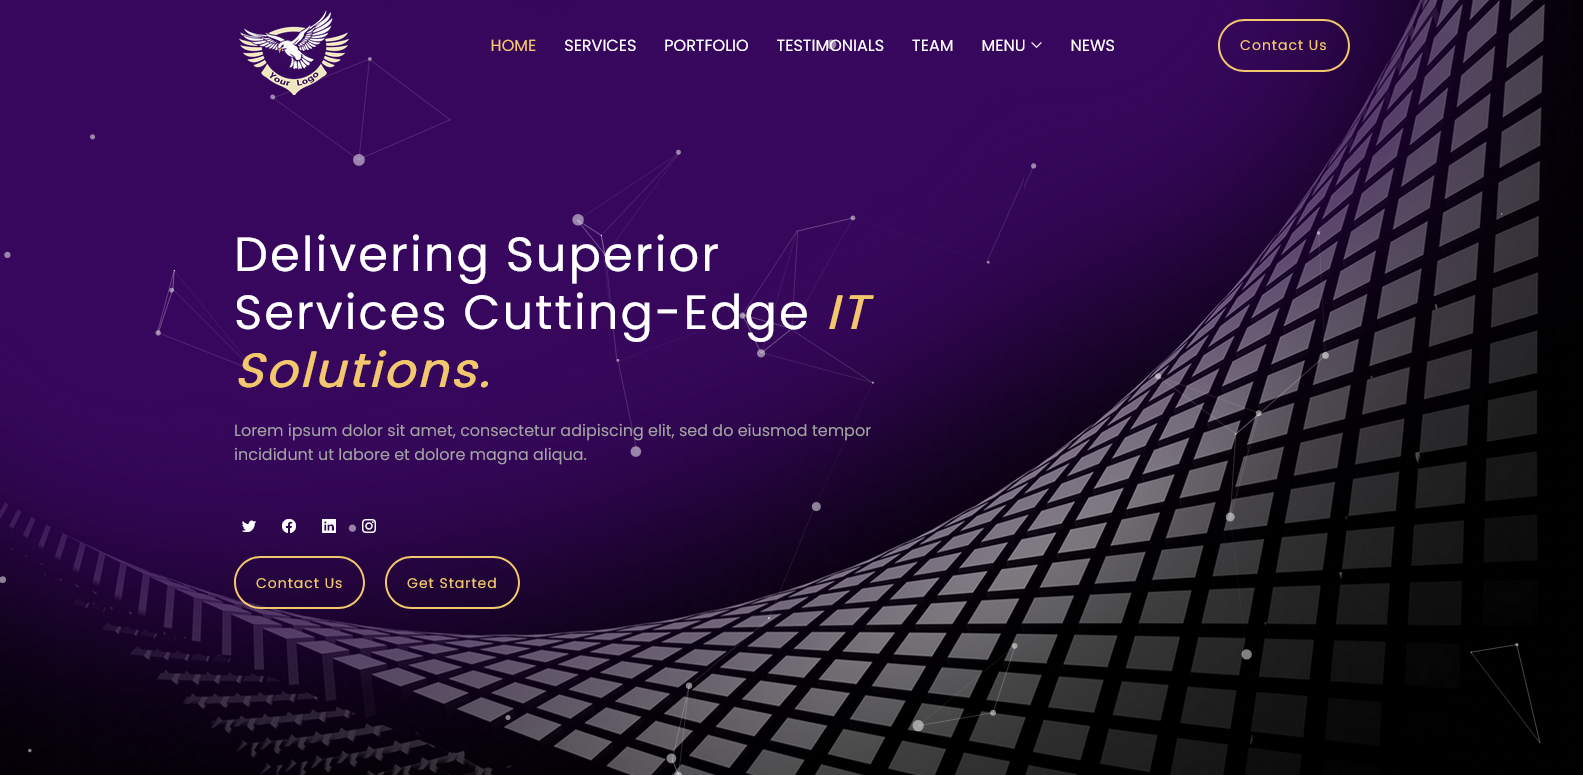 Your Logo
HOME SERVICES PORTFOLIO TESTIMONIALS TEAM MENU NEWS
Contact Us
Delivering Superior
Services Cutting-Edge IT
Solutions.
Lorem ipsum dolor sit amet, consectetur adipiscing elit, sed do eiusmod tempor
incididunt ut labore et dolore magna aliqua.
Contact Us
Get Started